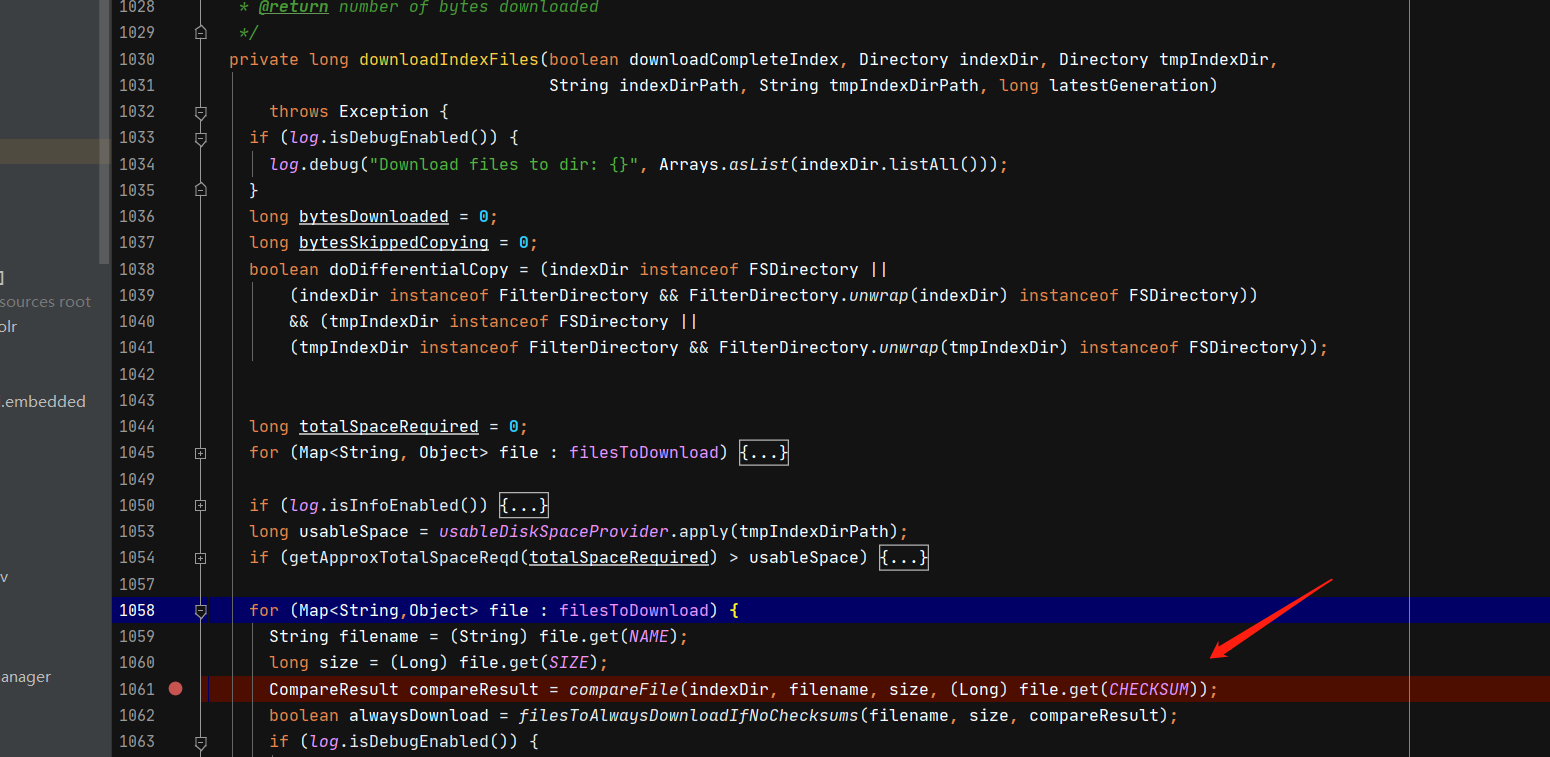 1028 * @return number of bytes downloaded
1029 */
1030 private long downloadIndexFiles(boolean downloadCompleteIndex, Directory indexDir, Directory tmpIndexDir,
1031 String indexDirPath, String tmpIndexDirPath, long latestGeneration)
1032 throws Exception {
1033 if (log.isDebugEnabled()) {
1034 log.debug("Download files to dir: {}", Arrays.asList(indexDir.listAll()));
1035 }
1036 long bytesDownloaded = 0;
1037 long bytesSkippedCopying = 0;
1038 boolean doDifferentialCopy = (indexDir instanceof FSDirectory ||
1039 (indexDir instanceof FilterDirectory && FilterDirectory.unwrap(indexDir) instanceof FSDirectory))
1040 && (tmpIndexDir instanceof FSDirectory ||
1041 (tmpIndexDir instanceof FilterDirectory && FilterDirectory.unwrap(tmpIndexDir) instanceof FSDirectory));
1042
1043
1044 long totalSpaceRequired = 0;
1045 for (Map<String, Object> file : filesToDownload) {...}
1049
1050 if (log.isInfoEnabled()) {...}
1053 long usableSpace = usableDiskSpaceProvider.apply(tmpIndexDirPath);
1054 if (getApproxTotalSpaceReqd(totalSpaceRequired) > usableSpace) {...}
1057
1058 for (Map<String,Object> file : filesToDownload) {
1059 String filename = (String) file.get(NAME);
1060 long size = (Long) file.get(SIZE);
1061 CompareResult compareResult = compareFile(indexDir, filename, size, (Long) file.get(CHECKSUM));
1062 boolean alwaysDownload = filesToAlwaysDownloadIfNoChecksums(filename, size, compareResult);
1063 if (log.isDebugEnabled()) {
]
sources root
olr
.embedded
v
anager